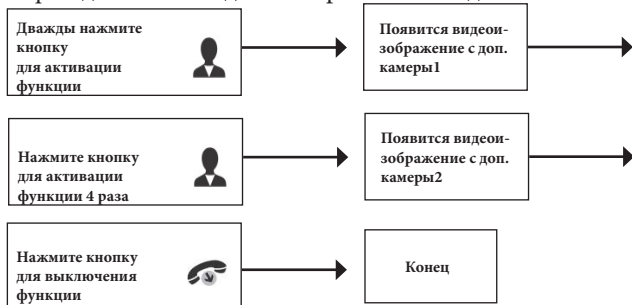 Дважды нажмите
кнопку
для активации
функции
Появится видеои-
зображение с доп.
камеры1
Нажмите кнопку
для активации
функции 4 раза
Появится видеои-
зображение с доп.
камеры2
Нажмите кнопку
для выключения
функции
Конец